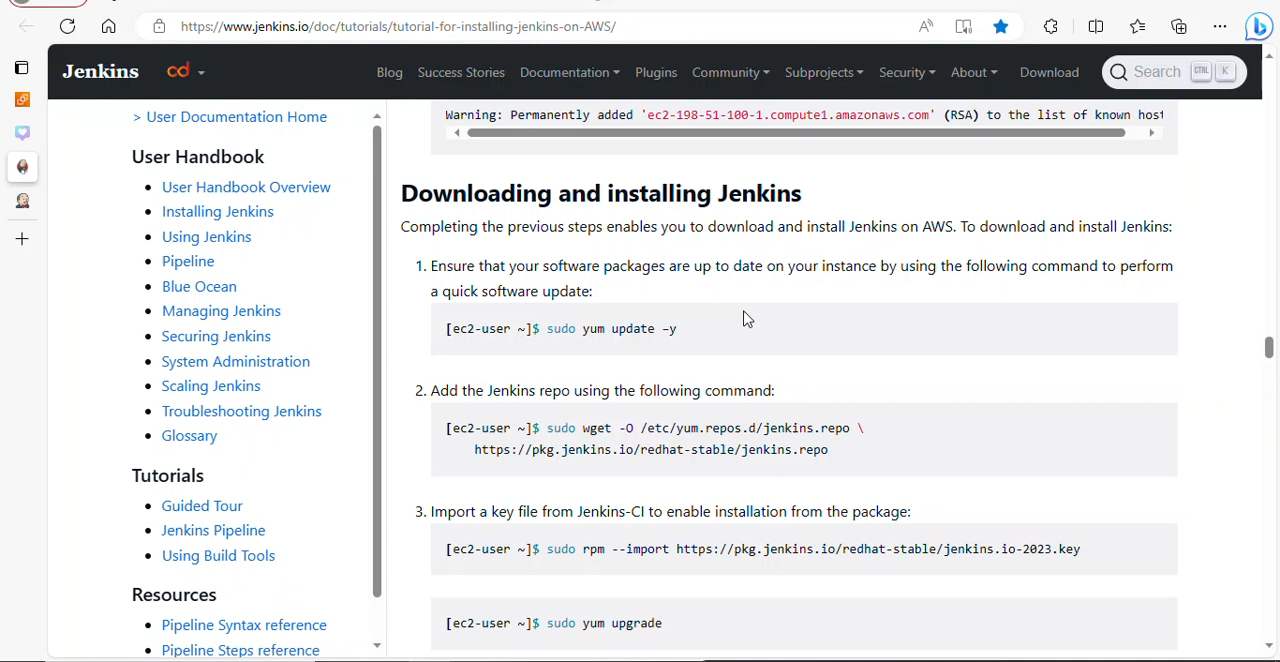 https://www.jenkins.io/doc/tutorials/tutorial-for-installing-jenkins-on-AWS/
Jenkins
cd
Blog Success Stories Documentation Plugins Community Subprojects Security About Download
Search CTRL K
> User Documentation Home
User Handbook
User Handbook Overview
Installing Jenkins
Using Jenkins
Pipeline
Blue Ocean
Managing Jenkins
Securing Jenkins
System Administration
Scaling Jenkins
Troubleshooting Jenkins
Glossary
Tutorials
Guided Tour
Jenkins Pipeline
Using Build Tools
Resources
Pipeline Syntax reference
Pipeline Steps reference
Warning: Permanently added 'ec2-198-51-100-1.compute1.amazonaws.com' (RSA) to the list of known host
Downloading and installing Jenkins
Completing the previous steps enables you to download and install Jenkins on AWS. To download and install Jenkins:
1. Ensure that your software packages are up to date on your instance by using the following command to perform
a quick software update:
[ec2-user ~]$ sudo yum update –y
2. Add the Jenkins repo using the following command:
[ec2-user ~]$ sudo wget -O /etc/yum.repos.d/jenkins.repo \
https://pkg.jenkins.io/redhat-stable/jenkins.repo
3. Import a key file from Jenkins-CI to enable installation from the package:
[ec2-user ~]$ sudo rpm --import https://pkg.jenkins.io/redhat-stable/jenkins.io-2023.key
[ec2-user ~]$ sudo yum upgrade